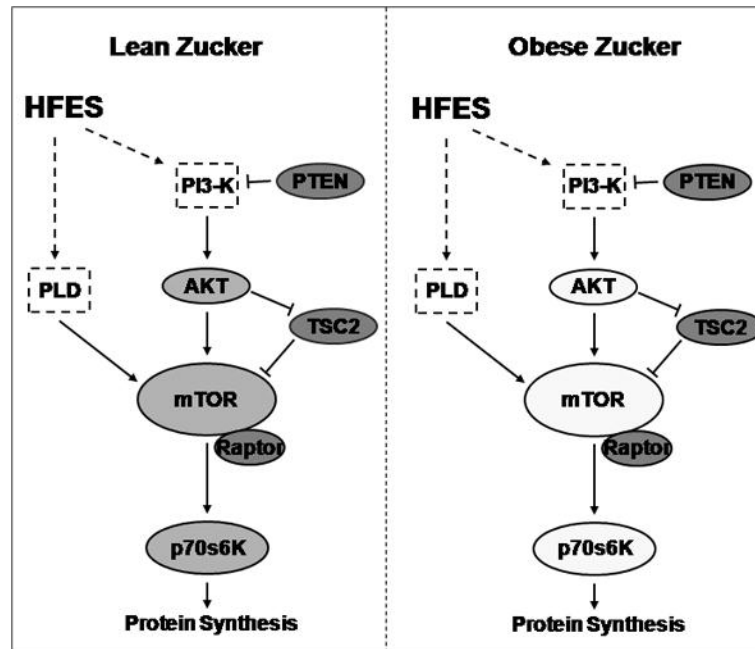 Lean Zucker
HFES
PI3-K
PTEN
AKT
PLD
TSC2
mTOR
Raptor
p70s6K
Protein Synthesis
Obese Zucker
HFES
PI3-K
PTEN
AKT
PLD
TSC2
mTOR
Raptor
p70s6K
Protein Synthesis